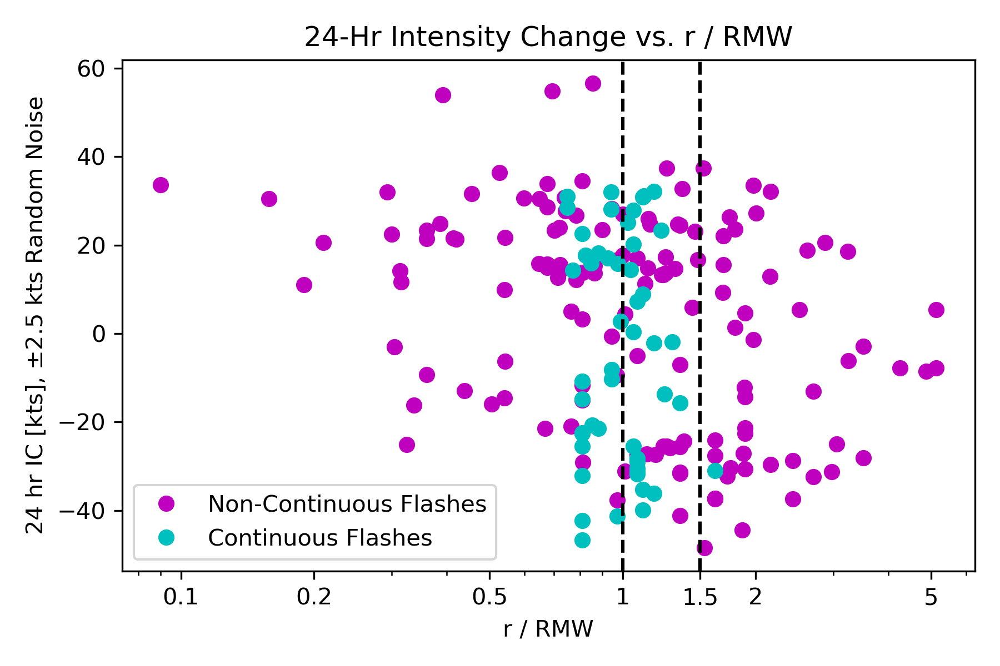 24-Hr Intensity Change vs. r / RMW
24 hr IC [kts], ±2.5 kts Random Noise
60
40
20
0
−20
−40
Non-Continuous Flashes
Continuous Flashes
0.1 0.2 0.5 1 1.5 2 5
r / RMW